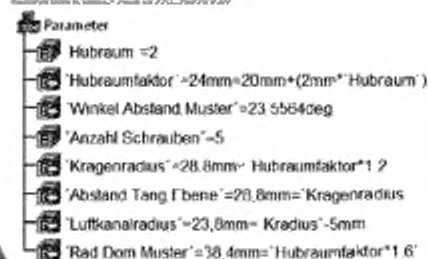 Parameter
Hubraum =2
`Hubraumfaktor`=24mm=20mm+(2mm*`Hubraum`)
`Winkel Abstand Muster`=23.5564deg
`Anzahl Schrauben`=5
`Kragenradius`=28.8mm=`Hubraumfaktor`*1.2
`Abstand Tang Ebene`=28,8mm=`Kragenradius
`Luftkanalradius`=23,8mm=`Kradius`-5mm
`Rad Dom Muster`=38.4mm=`Hubraumfaktor*1.6`